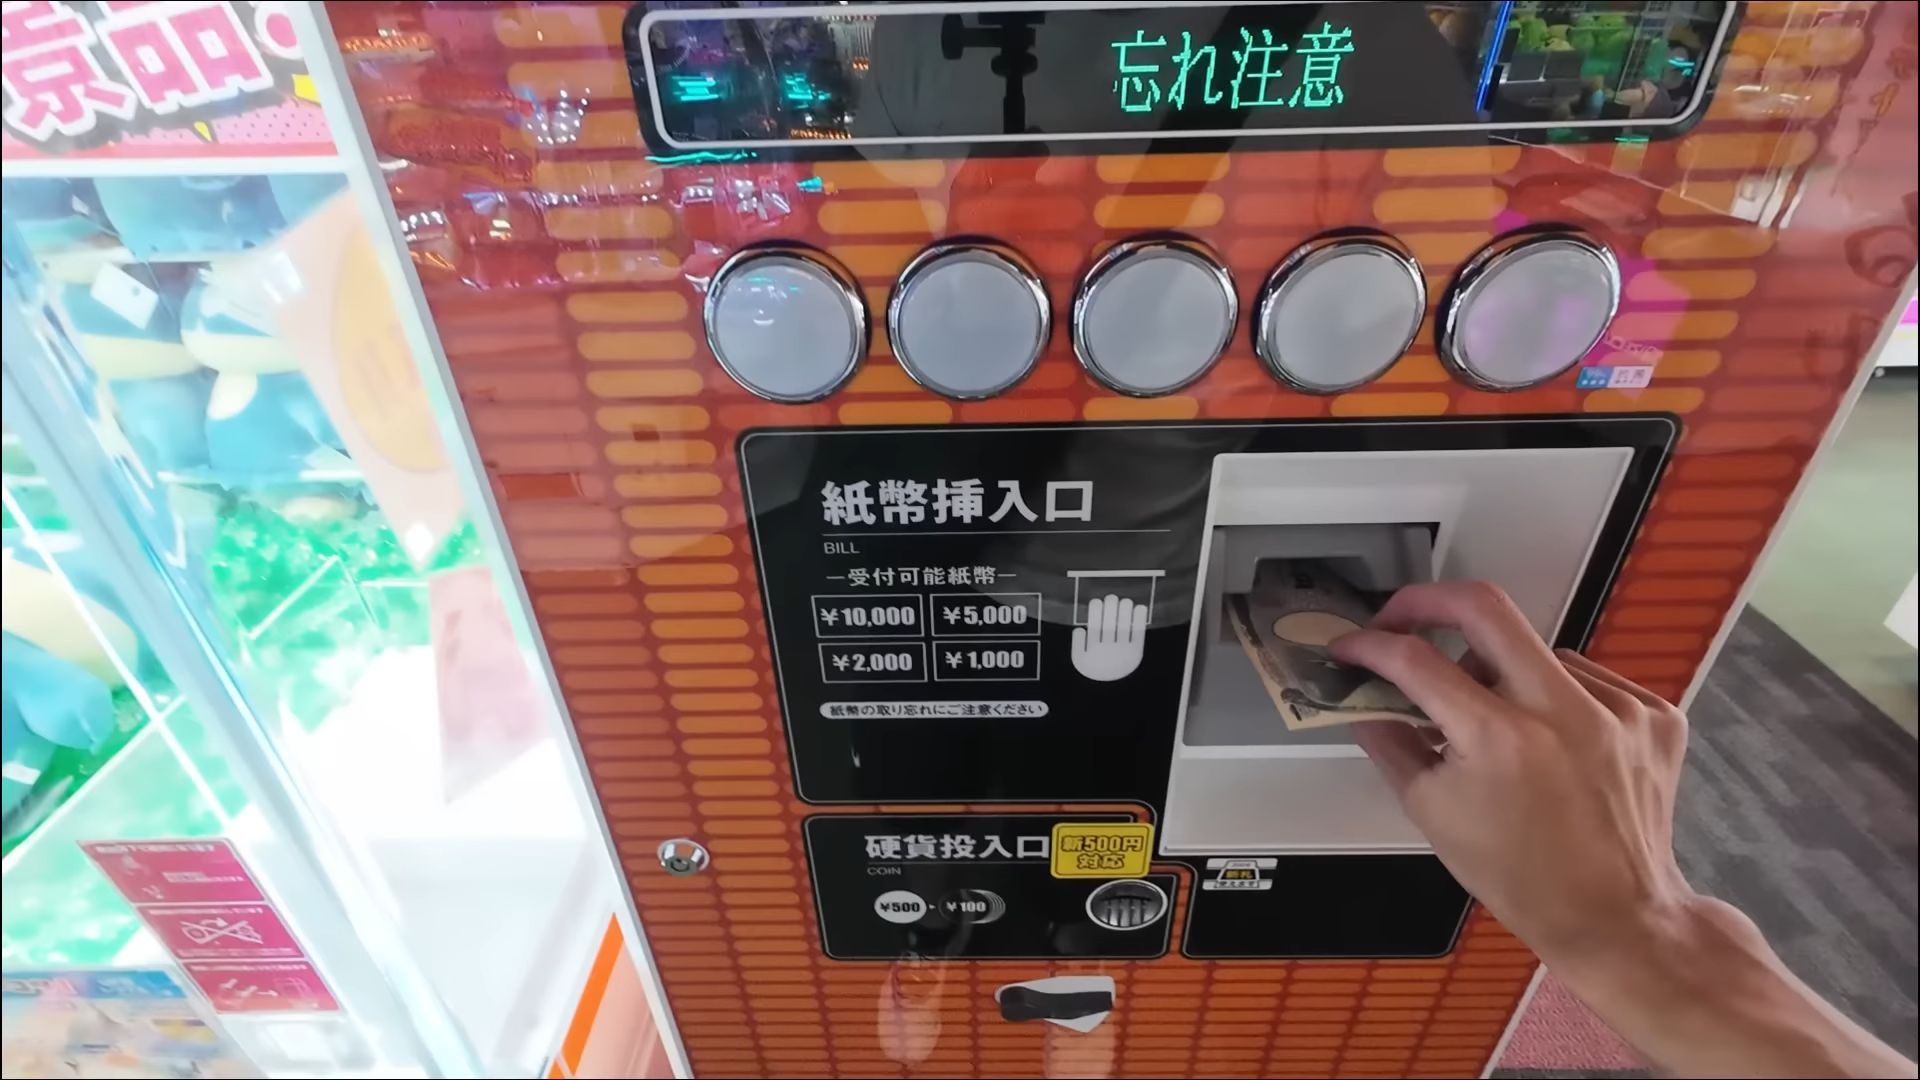 景品
忘れ注意
紙幣挿入口
BILL
受付可能紙幣
¥10,000 ¥5,000
¥2,000 ¥1,000
紙幣の取り忘れにご注意ください
硬貨投入口
新500円
対応
COIN
¥500 ¥100
新札